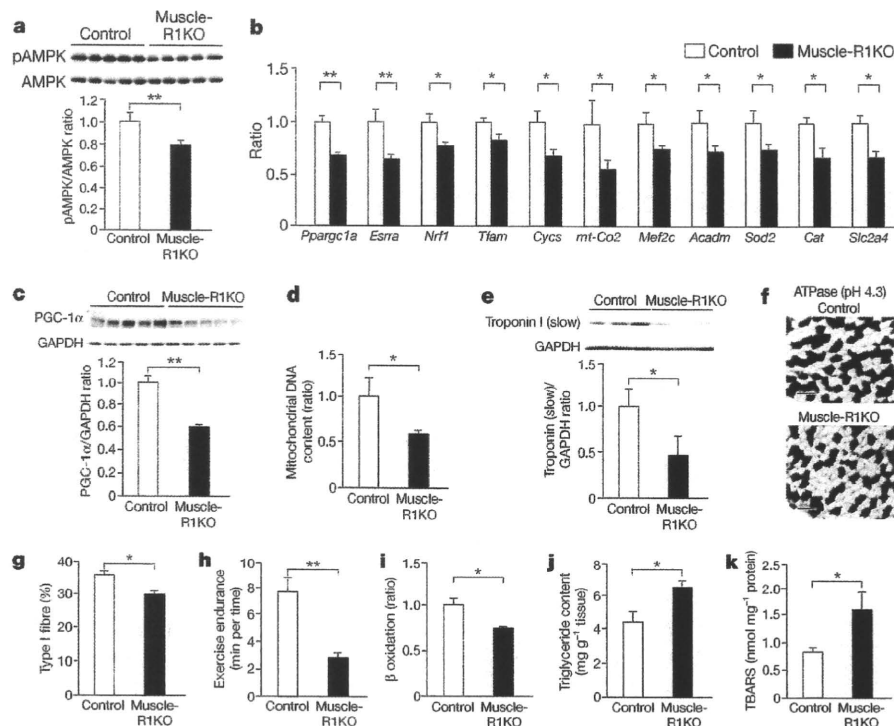 a
Control
Muscle-
R1KO
pAMPK
AMPK
pAMPK/AMPK ratio
1.2
1.0
0.8
0.6
0.4
0.2
0
**
Control
Muscle-
R1KO
b
Control
Muscle-R1KO
Ratio
1.5
1.0
0.5
0
** ** * * * * * * * * *
Ppargc1a Esrra Nrf1 Tfam Cycs mt-Co2 Mef2c Acadm Sod2 Cat Slc2a4
c
Control Muscle-R1KO
PGC-1α
GAPDH
PGC-1α/GAPDH ratio
1.2
1.0
0.8
0.6
0.4
0.2
0
**
Control Muscle-
R1KO
d
Mitochondrial DNA
content (ratio)
1.5
1.0
0.5
0
*
Control Muscle-
R1KO
e
Control Muscle-R1KO
Troponin I (slow)
GAPDH
Troponin (slow)/
GAPDH ratio
1.5
1.0
0.5
0
*
Control Muscle-
R1KO
f
ATPase (pH 4.3)
Control
Muscle-R1KO
g
Type I fibre (%)
40
30
20
10
0
*
Control Muscle-
R1KO
h
Exercise endurance
(min per time)
10
8
6
4
2
0
**
Control Muscle-
R1KO
i
β oxidation (ratio)
1.5
1.0
0.5
0
*
Control Muscle-
R1KO
j
Triglyceride content
(mg g⁻¹ tissue)
8
6
4
2
0
*
Control Muscle-
R1KO
k
TBARS (nmol mg⁻¹ protein)
2.0
1.6
1.2
0.8
0.4
0
*
Control Muscle-
R1KO